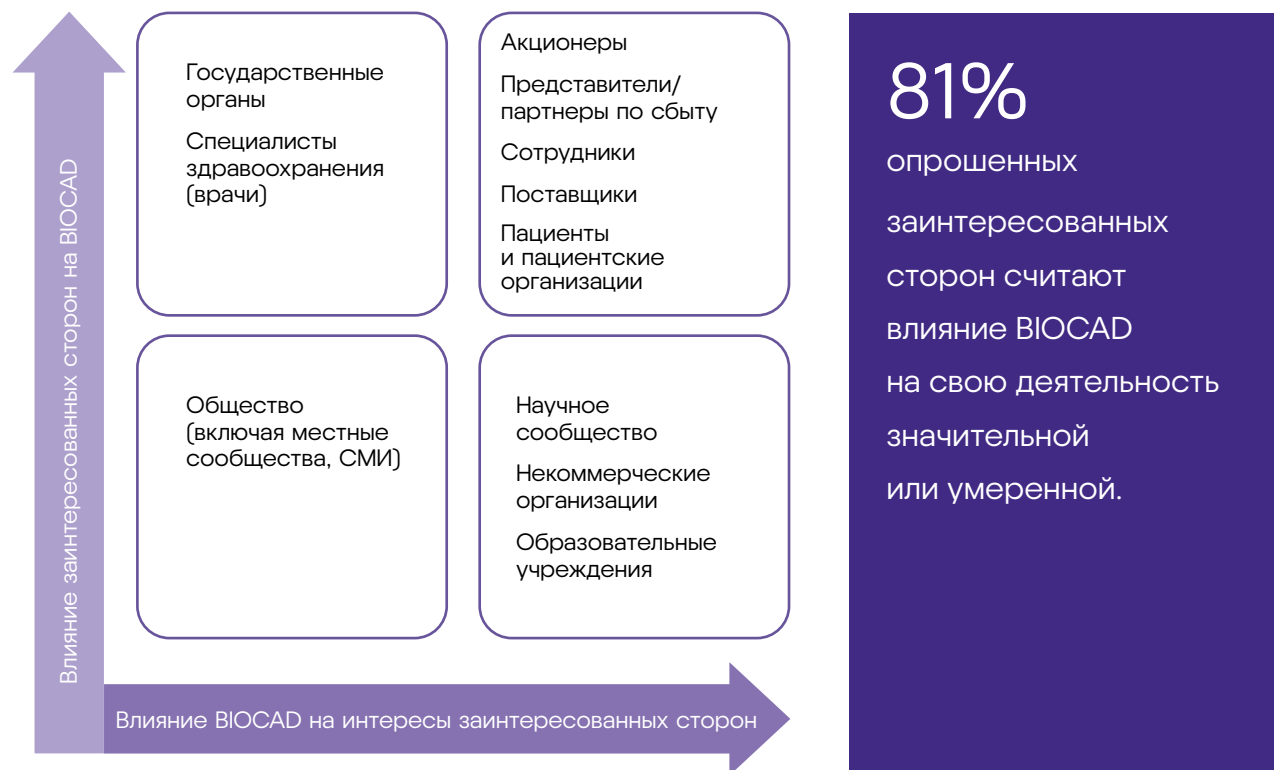 Влияние заинтересованных сторон на BIOCAD
Государственные
органы
Специалисты
здравоохранения
(врачи)
Акционеры
Представители/
партнеры по сбыту
Сотрудники
Поставщики
Пациенты
и пациентские
организации
Общество
(включая местные
сообщества, СМИ)
Научное
сообщество
Некоммерческие
организации
Образовательные
учреждения
Влияние BIOCAD на интересы заинтересованных сторон
81%
опрошенных
заинтересованных
сторон считают
влияние BIOCAD
на свою деятельность
значительной
или умеренной.